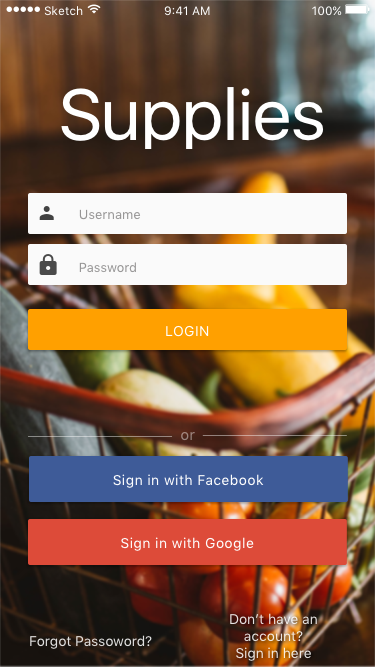 Sketch 9:41 AM 100%
Supplies
Username
Password
LOGIN
or
Sign in with Facebook
Sign in with Google
Forgot Passoword?
Don't have an
account?
Sign in here